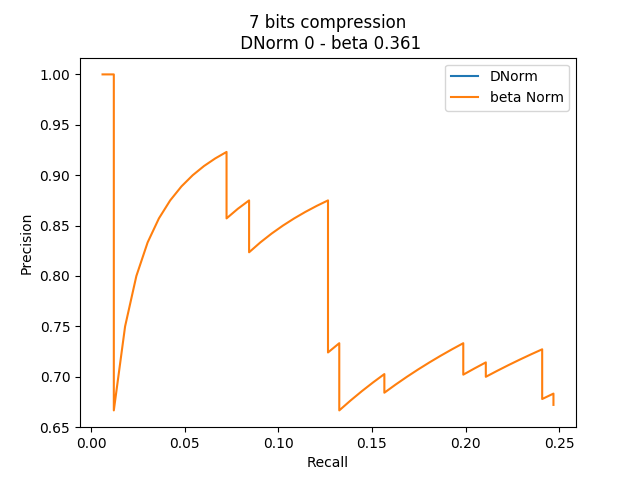 7 bits compression
DNorm 0 - beta 0.361
DNorm
beta Norm
1.00
0.95
0.90
0.85
0.80
0.75
0.70
0.65
Precision
0.00 0.05 0.10 0.15 0.20 0.25
Recall